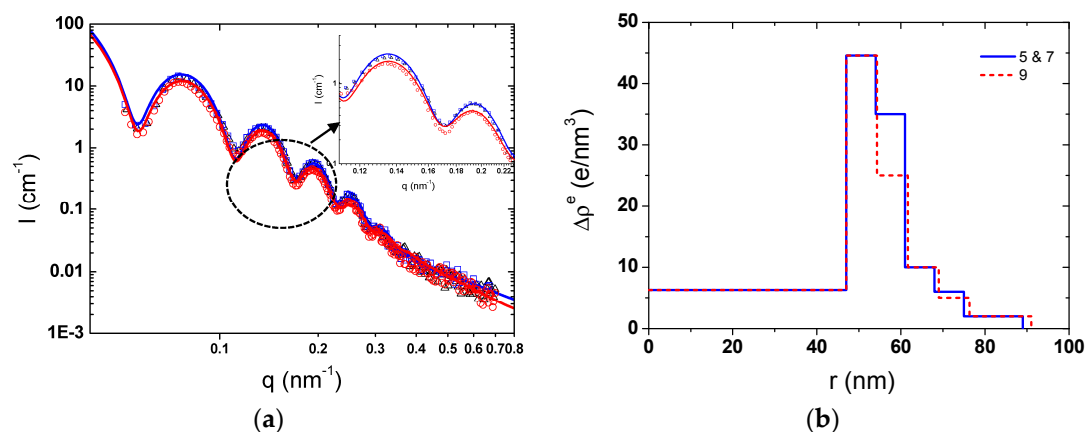 100
10
1
0.1
0.01
1E-3
I (cm-1)
0.1 0.2 0.3 0.4 0.5 0.6 0.70.8
q (nm-1)
I (cm-1)
1
0.12 0.14 0.16 0.18 0.20 0.22
q (nm-1)
(a)
50
40
30
20
10
0
Δρe (e/nm3)
5 & 7
9
0 20 40 60 80 100
r (nm)
(b)